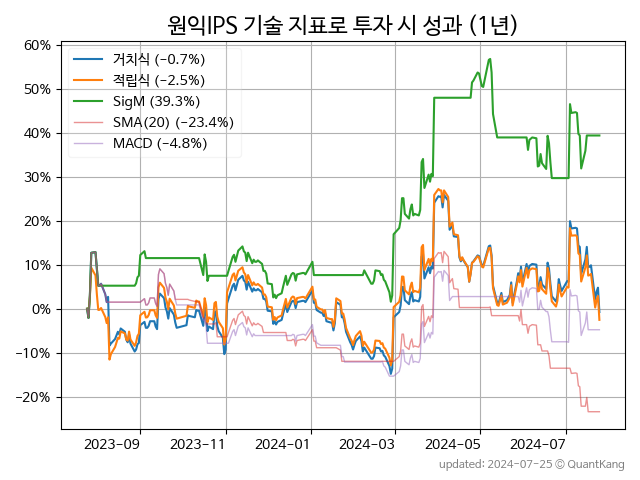 원익IPS 기술 지표로 투자 시 성과 (1년)
60%
50%
40%
30%
20%
10%
0%
−10%
−20%
거치식 (−0.7%)
적립식 (−2.5%)
SigM (39.3%)
SMA(20) (−23.4%)
MACD (−4.8%)
2023-09 2023-11 2024-01 2024-03 2024-05 2024-07
updated: 2024-07-25 © QuantKang